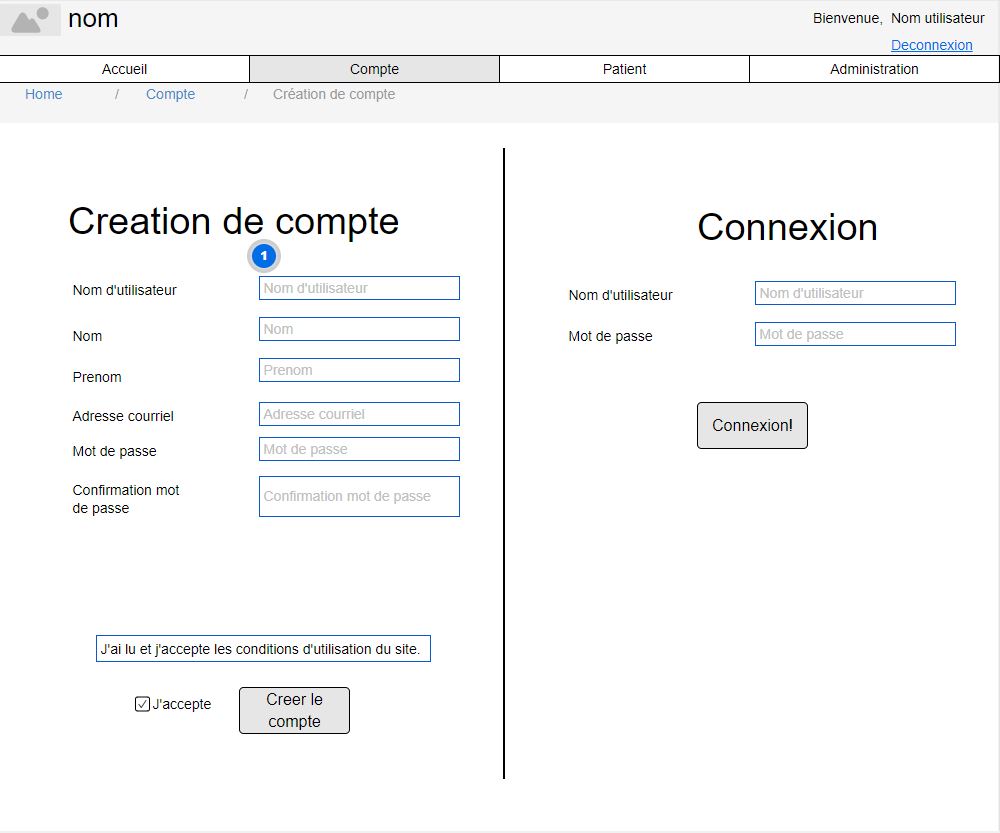 nom
Bienvenue, Nom utilisateur
Deconnexion
Accueil Compte Patient Administration
Home / Compte / Création de compte
Creation de compte
1
Nom d'utilisateur Nom d'utilisateur
Nom Nom
Prenom Prenom
Adresse courriel Adresse courriel
Mot de passe Mot de passe
Confirmation mot
de passe
Confirmation mot de passe
J'ai lu et j'accepte les conditions d'utilisation du site.
J'accepte
Creer le
compte
Connexion
Nom d'utilisateur Nom d'utilisateur
Mot de passe Mot de passe
Connexion!